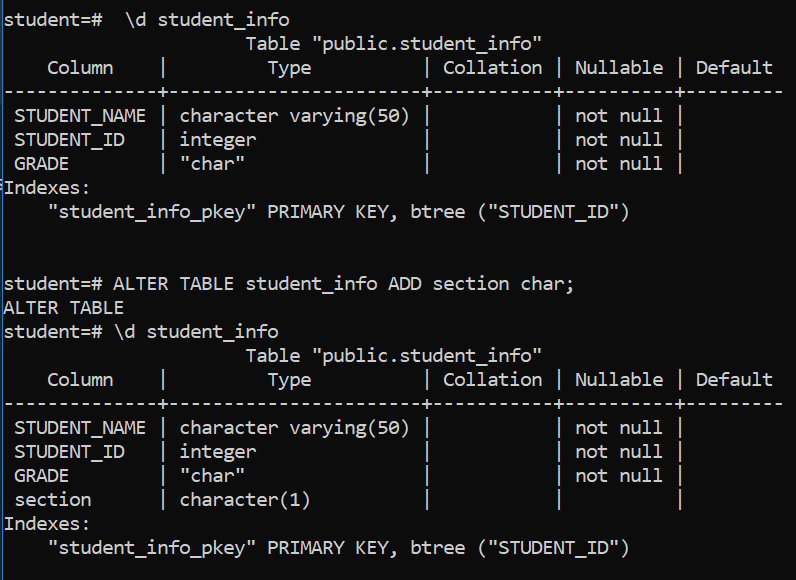 student=#  \d student_info
                      Table "public.student_info"
    Column    |         Type          | Collation | Nullable | Default
--------------+-----------------------+-----------+----------+---------
 STUDENT_NAME | character varying(50) |           | not null |
 STUDENT_ID   | integer               |           | not null |
 GRADE        | "char"                |           | not null |
Indexes:
    "student_info_pkey" PRIMARY KEY, btree ("STUDENT_ID")
student=# ALTER TABLE student_info ADD section char;
ALTER TABLE
student=# \d student_info
                      Table "public.student_info"
    Column    |         Type          | Collation | Nullable | Default
--------------+-----------------------+-----------+----------+---------
 STUDENT_NAME | character varying(50) |           | not null |
 STUDENT_ID   | integer               |           | not null |
 GRADE        | "char"                |           | not null |
 section      | character(1)          |           |          |
Indexes:
    "student_info_pkey" PRIMARY KEY, btree ("STUDENT_ID")